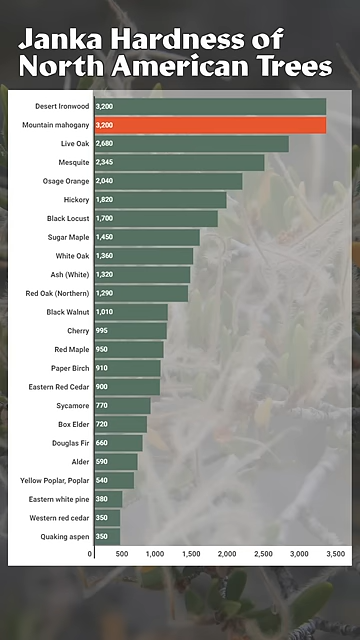 Janka Hardness of
North American Trees
Desert Ironwood 3,200
Mountain mahogany 3,200
Live Oak 2,680
Mesquite 2,345
Osage Orange 2,040
Hickory 1,820
Black Locust 1,700
Sugar Maple 1,450
White Oak 1,360
Ash (White) 1,320
Red Oak (Northern) 1,290
Black Walnut 1,010
Cherry 995
Red Maple 950
Paper Birch 910
Eastern Red Cedar 900
Sycamore 770
Box Elder 720
Douglas Fir 660
Alder 590
Yellow Poplar, Poplar 540
Eastern white pine 380
Western red cedar 350
Quaking aspen 350
0 500 1,000 1,500 2,000 2,500 3,000 3,500